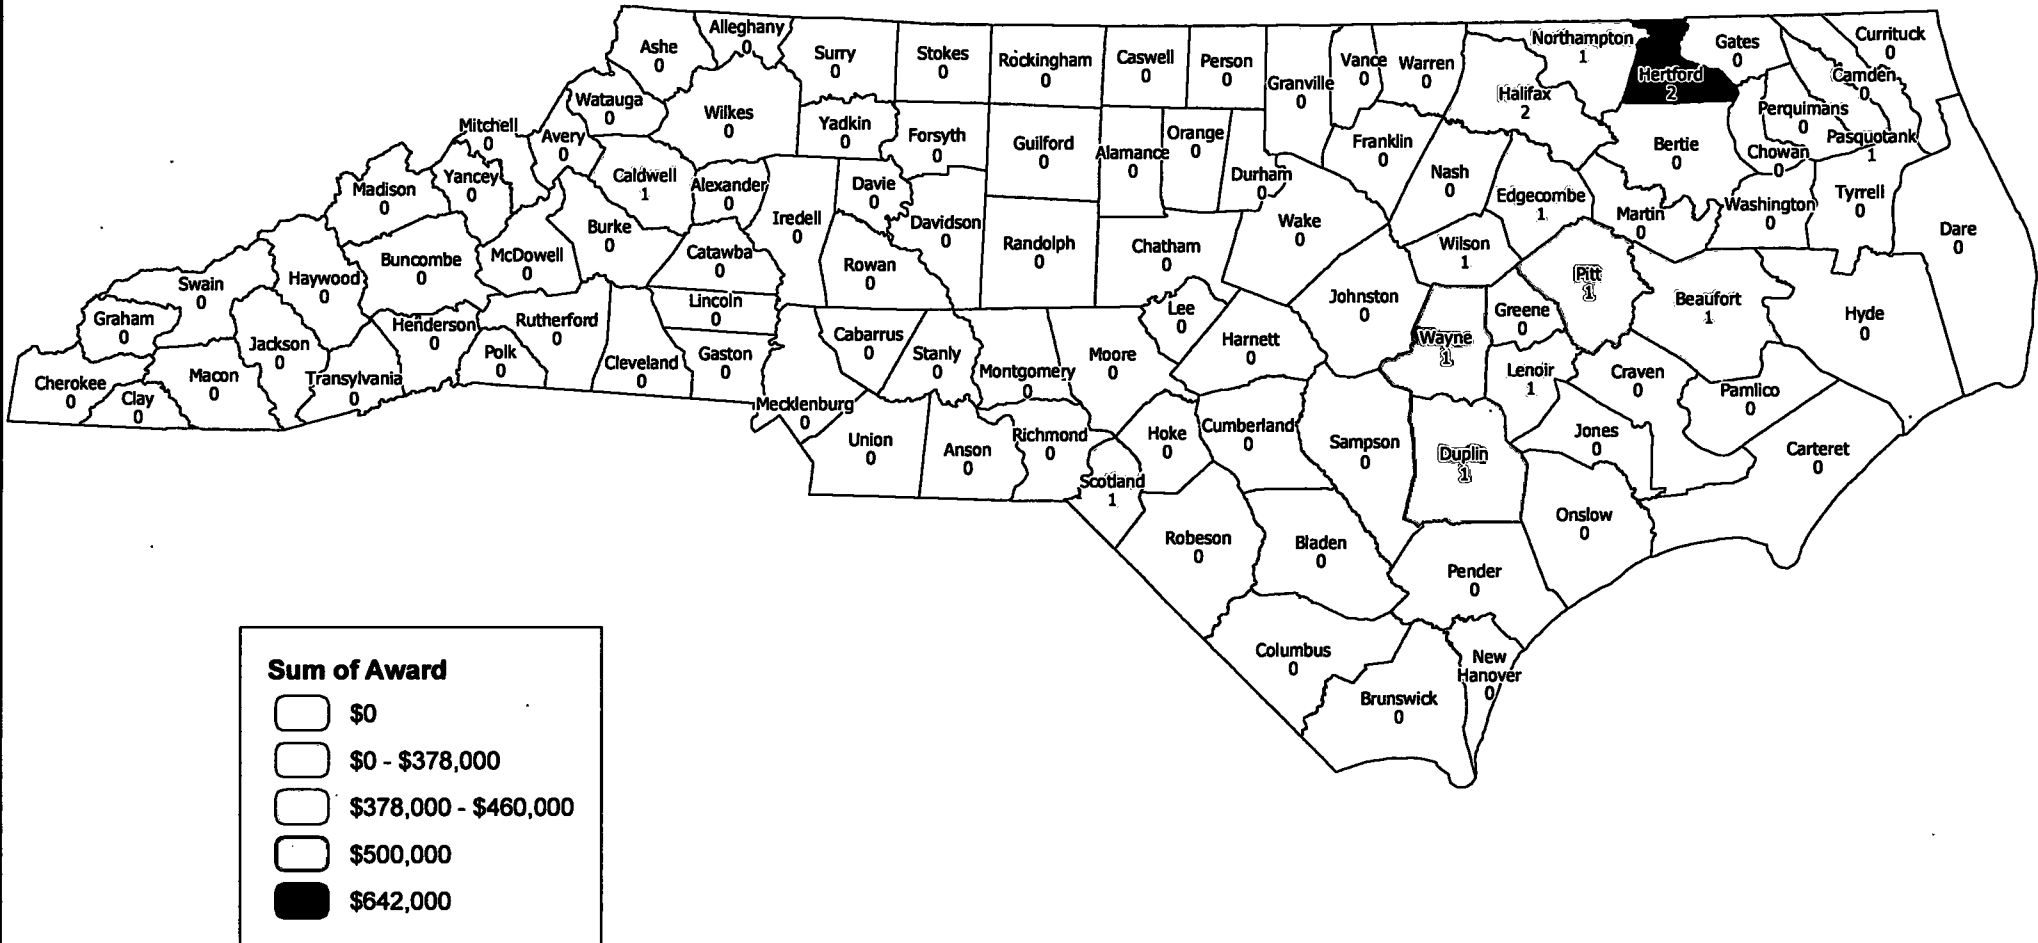 Alleghany
0
Ashe
0
Surry
0
Stokes
0
Rockingham
0
Caswell
0
Person
0
Granville
0
Vance
0
Warren
0
Northampton
1
Halifax
2
Hertford
2
Gates
0
Currituck
0
Camden
0
Perquimans
0
Pasquotank
1
Chowan
0
Bertie
0
Watauga
0
Wilkes
0
Yadkin
0
Forsyth
0
Guilford
0
Alamance
0
Orange
0
Durham
0
Franklin
0
Nash
0
Edgecombe
1
Martin
0
Washington
0
Tyrrell
0
Dare
0
Mitchell
0
Avery
0
Caldwell
1
Alexander
0
Iredell
0
Davie
0
Davidson
0
Randolph
0
Chatham
0
Wake
0
Wilson
1
Pitt
1
Beaufort
1
Hyde
0
Madison
0
Yancey
0
Burke
0
McDowell
0
Buncombe
0
Haywood
0
Swain
0
Graham
0
Catawba
0
Lincoln
0
Rowan
0
Cabarrus
0
Stanly
0
Montgomery
0
Moore
0
Lee
0
Harnett
0
Johnston
0
Wayne
1
Greene
0
Lenoir
1
Craven
0
Pamlico
0
Cherokee
0
Clay
0
Macon
0
Jackson
0
Transylvania
0
Henderson
0
Polk
0
Rutherford
0
Cleveland
0
Gaston
0
Mecklenburg
0
Union
0
Anson
0
Richmond
0
Scotland
1
Hoke
0
Cumberland
0
Sampson
0
Duplin
1
Jones
0
Carteret
0
Onslow
0
Robeson
0
Bladen
0
Pender
0
Columbus
0
Brunswick
0
New
Hanover
0
Sum of Award
$0
$0 - $378,000
$378,000 - $460,000
$500,000
$642,000